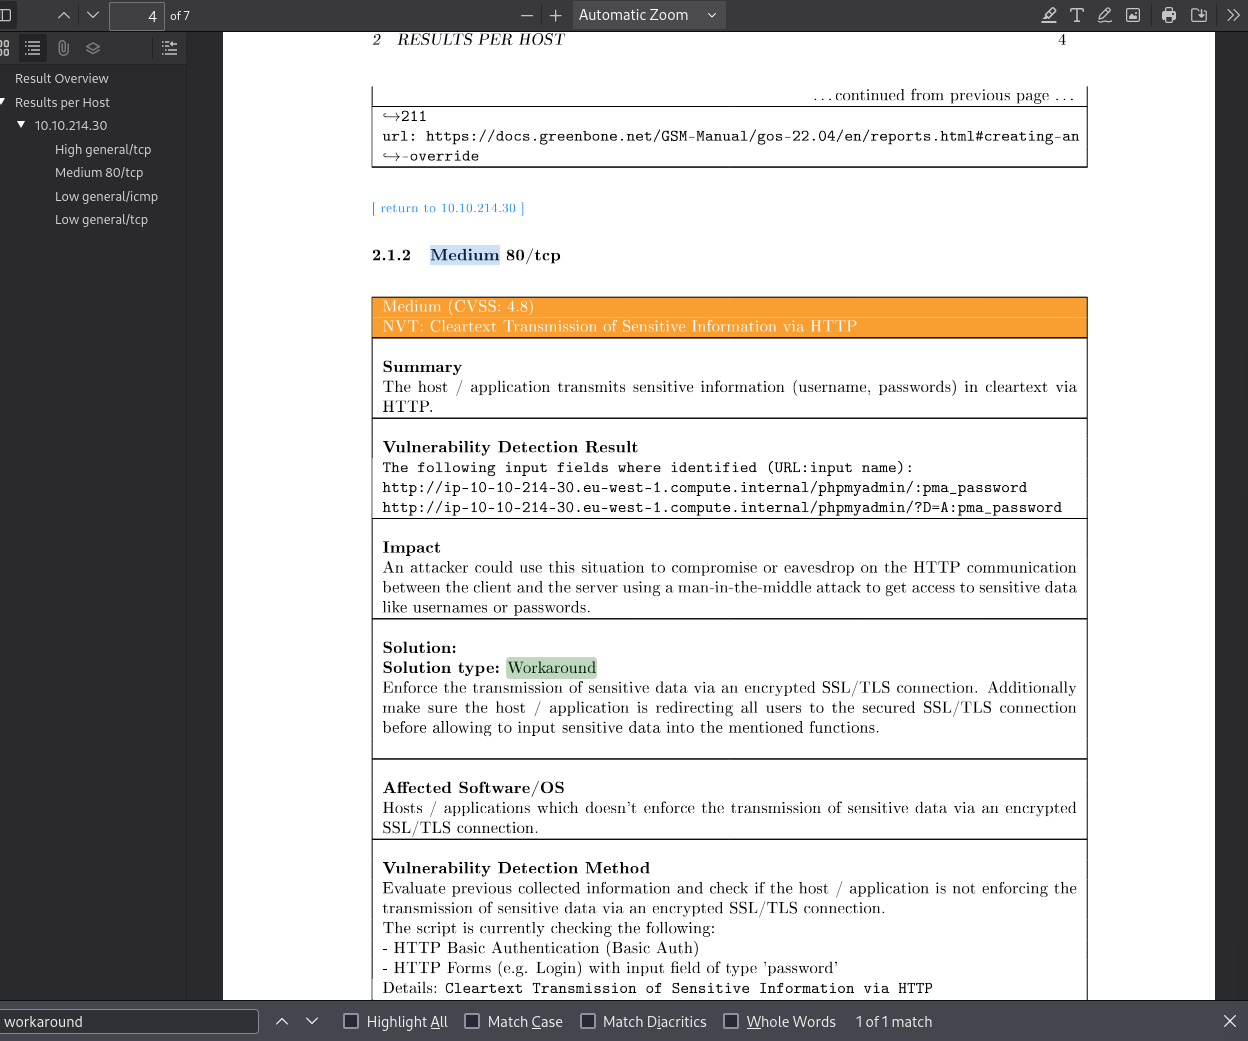 4 of 7
Automatic Zoom
Result Overview
Results per Host
10.10.214.30
High general/tcp
Medium 80/tcp
Low general/icmp
Low general/tcp
2 RESULTS PER HOST 4
...continued from previous page ...
↪211
url: https://docs.greenbone.net/GSM-Manual/gos-22.04/en/reports.html#creating-an
↪-override
[ return to 10.10.214.30 ]
2.1.2 Medium 80/tcp
Medium (CVSS: 4.8)
NVT: Cleartext Transmission of Sensitive Information via HTTP
Summary
The host / application transmits sensitive information (username, passwords) in cleartext via
HTTP.
Vulnerability Detection Result
The following input fields where identified (URL:input name):
http://ip-10-10-214-30.eu-west-1.compute.internal/phpmyadmin/:pma_password
http://ip-10-10-214-30.eu-west-1.compute.internal/phpmyadmin/?D=A:pma_password
Impact
An attacker could use this situation to compromise or eavesdrop on the HTTP communication
between the client and the server using a man-in-the-middle attack to get access to sensitive data
like usernames or passwords.
Solution:
Solution type: Workaround
Enforce the transmission of sensitive data via an encrypted SSL/TLS connection. Additionally
make sure the host / application is redirecting all users to the secured SSL/TLS connection
before allowing to input sensitive data into the mentioned functions.
Affected Software/OS
Hosts / applications which doesn't enforce the transmission of sensitive data via an encrypted
SSL/TLS connection.
Vulnerability Detection Method
Evaluate previous collected information and check if the host / application is not enforcing the
transmission of sensitive data via an encrypted SSL/TLS connection.
The script is currently checking the following:
- HTTP Basic Authentication (Basic Auth)
- HTTP Forms (e.g. Login) with input field of type 'password'
Details: Cleartext Transmission of Sensitive Information via HTTP
workaround
Highlight All
Match Case
Match Diacritics
Whole Words
1 of 1 match